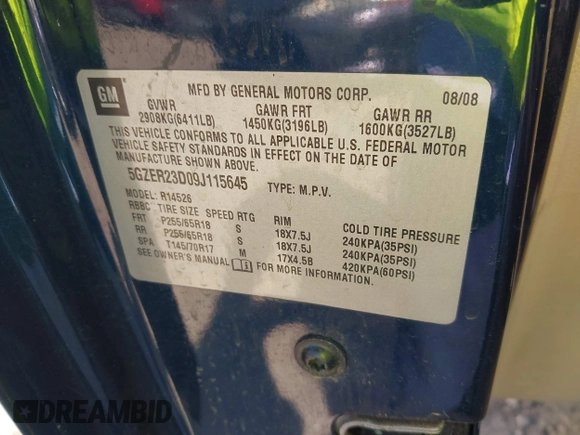 GM
MFD BY GENERAL MOTORS CORP. 08/08
GVWR GAWR FRT GAWR RR
2908KG(6411LB) 1450KG(3196LB) 1600KG(3527LB)
THIS VEHICLE CONFORMS TO ALL APPLICABLE U.S. FEDERAL MOTOR
VEHICLE SAFETY STANDARDS IN EFFECT ON THE DATE OF
MANUFACTURE SHOWN ABOVE.
5GZER23D09J115645 TYPE: M.P.V.
MODEL: R14526
RBBC TIRE SIZE SPEED RTG RIM COLD TIRE PRESSURE
FRT P255/65R18 S 18X7.5J 240KPA(35PSI)
RR P255/65R18 S 18X7.5J 240KPA(35PSI)
SPA T145/70R17 M 17X4.5B 420KPA(60PSI)
SEE OWNER'S MANUAL FOR MORE INFORMATION.
DREAMBID